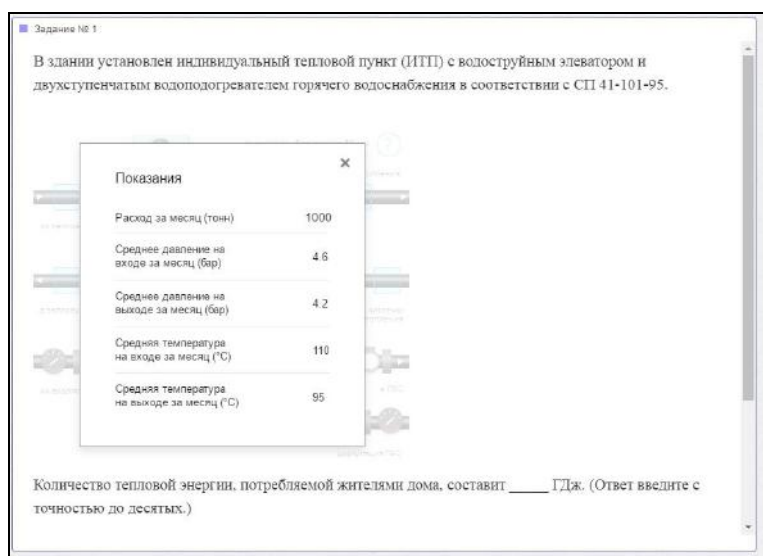 Задание № 1
В здании установлен индивидуальный тепловой пункт (ИТП) с водоструйным элеватором и
двухступенчатым водоподогревателем горячего водоснабжения в соответствии с СП 41-101-95.
Показания
×
Расход за месяц (тонн) 1000
Среднее давление на
входе за месяц (бар) 4.6
Среднее давление на
выходе за месяц (бар) 4.2
Средняя температура
на входе за месяц (°C) 110
Средняя температура
на выходе за месяц (°C) 95
Количество тепловой энергии, потребляемой жителями дома, составит _____ ГДж. (Ответ введите с
точностью до десятых.)